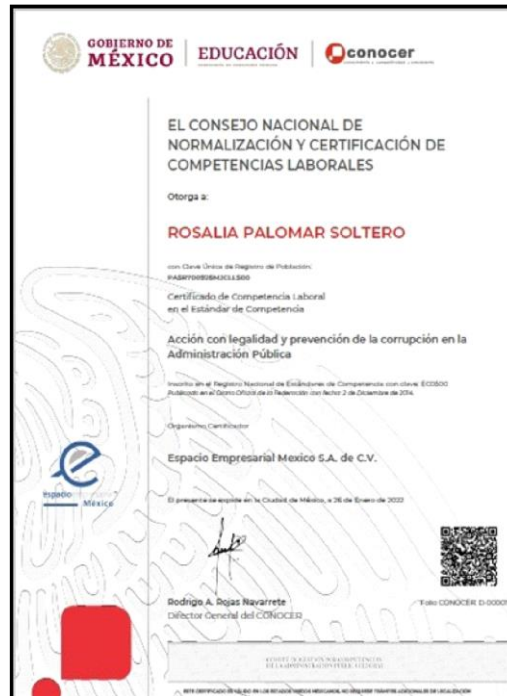 GOBIERNO DE
MÉXICO
EDUCACIÓN
conocer
EL CONSEJO NACIONAL DE
NORMALIZACIÓN Y CERTIFICACIÓN DE
COMPETENCIAS LABORALES
Otorga a:
ROSALIA PALOMAR SOLTERO
con Clave Única de Registro de Población:
Certificado de Competencia Laboral
en el Estándar de Competencia
Acción con legalidad y prevención de la corrupción en la
Administración Pública
Inscrito en el Registro Nacional de Estándares de Competencia con clave:
Publicado en el Diario Oficial de la Federación con fecha 2 de Diciembre de 2014
Organismo Certificador
Espacio Empresarial Mexico S.A. de C.V.
espacio
México
El presente se expide en la Ciudad de México, a 26 de Enero de 2022
Rodrigo A. Rojas Navarrete
Director General del CONOCER
Folio CONOCER